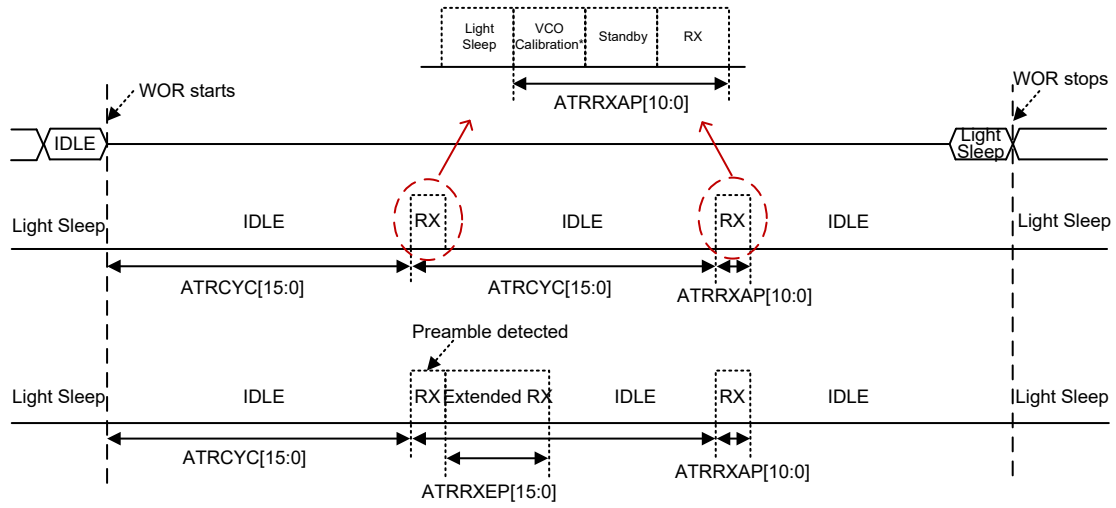 Light
Sleep
VCO
Calibration*
Standby
RX
ATRRXAP[10:0]
WOR starts
WOR stops
IDLE
Light
Sleep
Light Sleep
IDLE
RX
IDLE
RX
IDLE
Light Sleep
ATRCYC[15:0]
ATRCYC[15:0]
ATRRXAP[10:0]
Preamble detected
Light Sleep
IDLE
RX
Extended RX
IDLE
RX
IDLE
Light Sleep
ATRCYC[15:0]
ATRRXAP[10:0]
ATRRXEP[15:0]